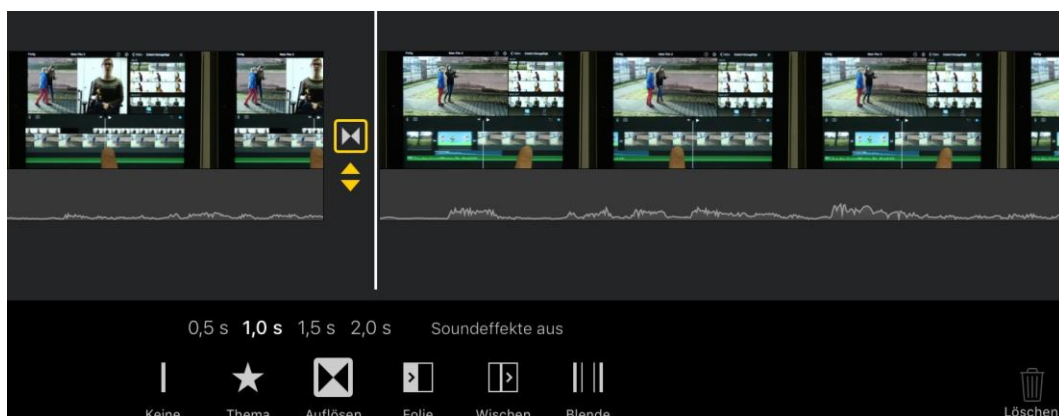 0,5 s 1,0 s 1,5 s 2,0 s Soundeffekte aus
Keine Thema Auflösen Folie Wischen Blende Löschen